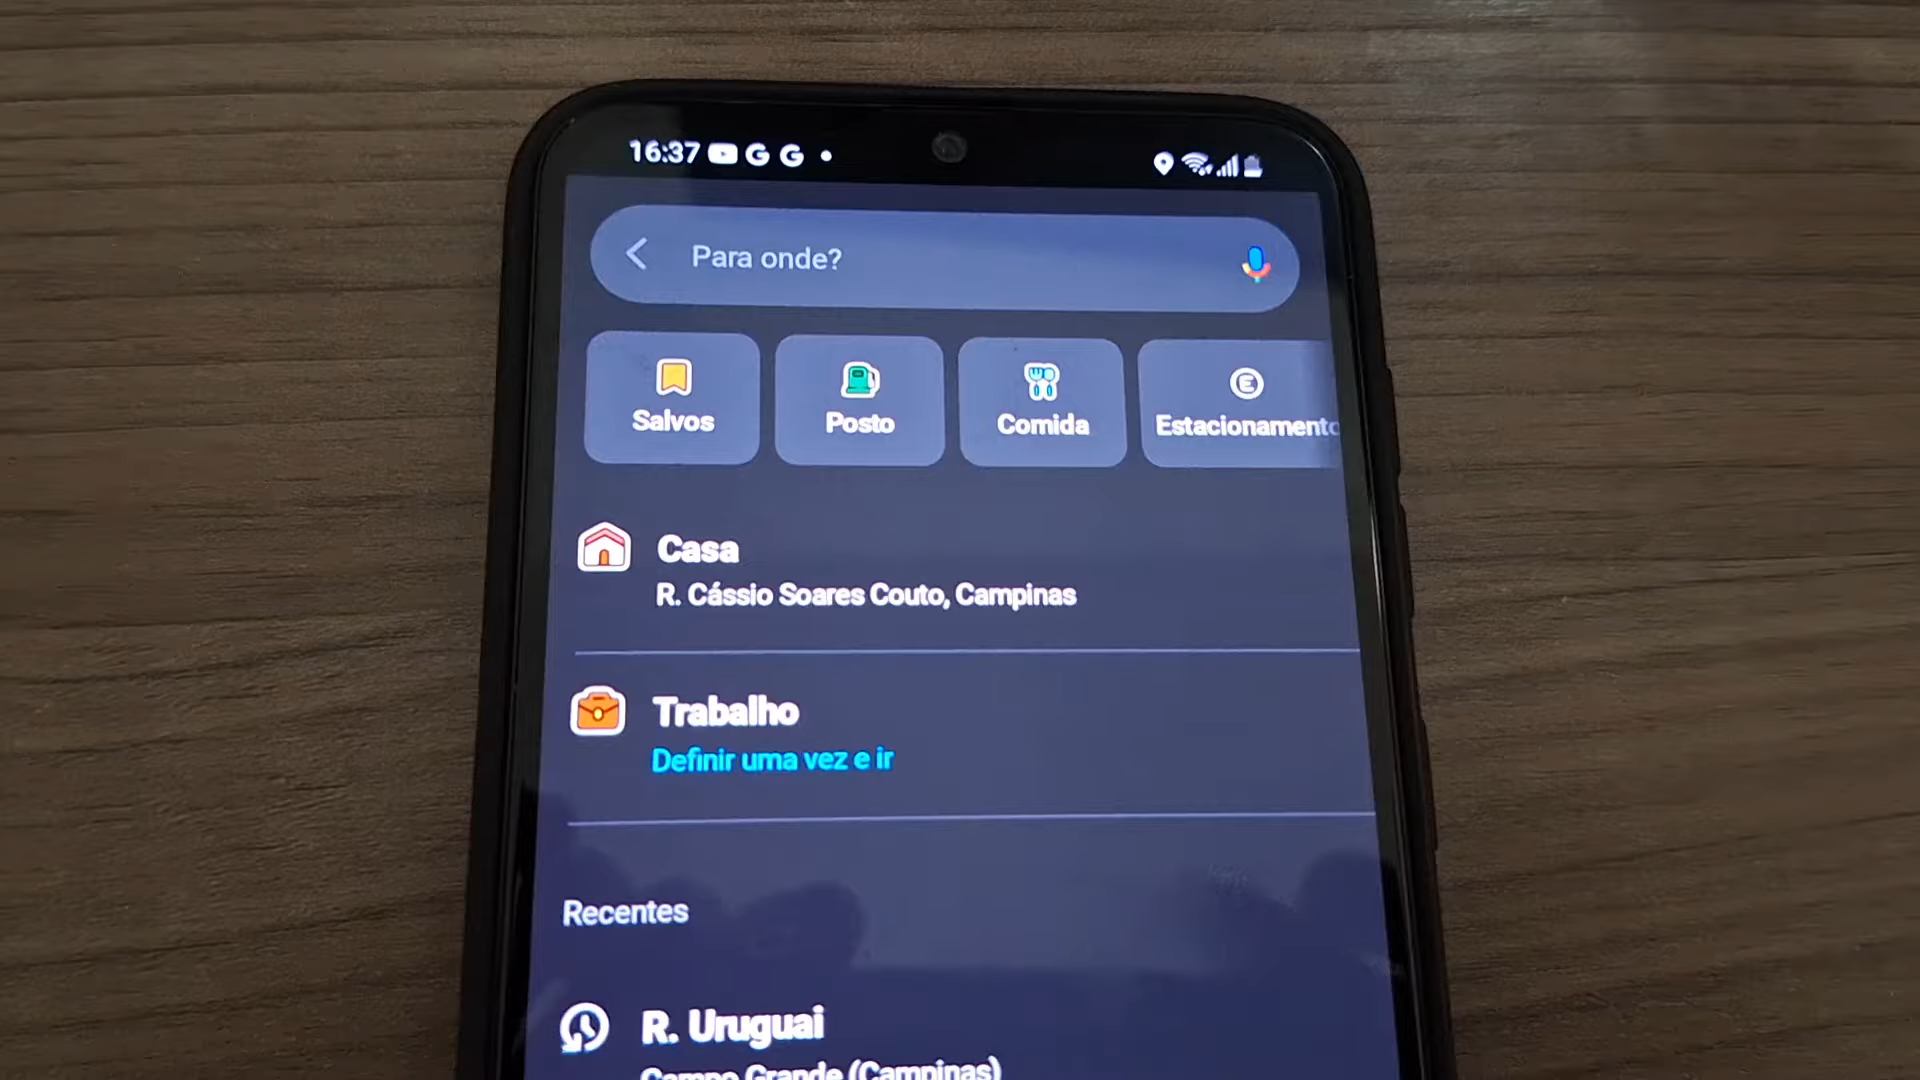 16:37
Para onde?
Salvos
Posto
Comida
Estacionamento
Casa
R. Cássio Soares Couto, Campinas
Trabalho
Definir uma vez e ir
Recentes
R. Uruguai
Campo Grande (Campinas)